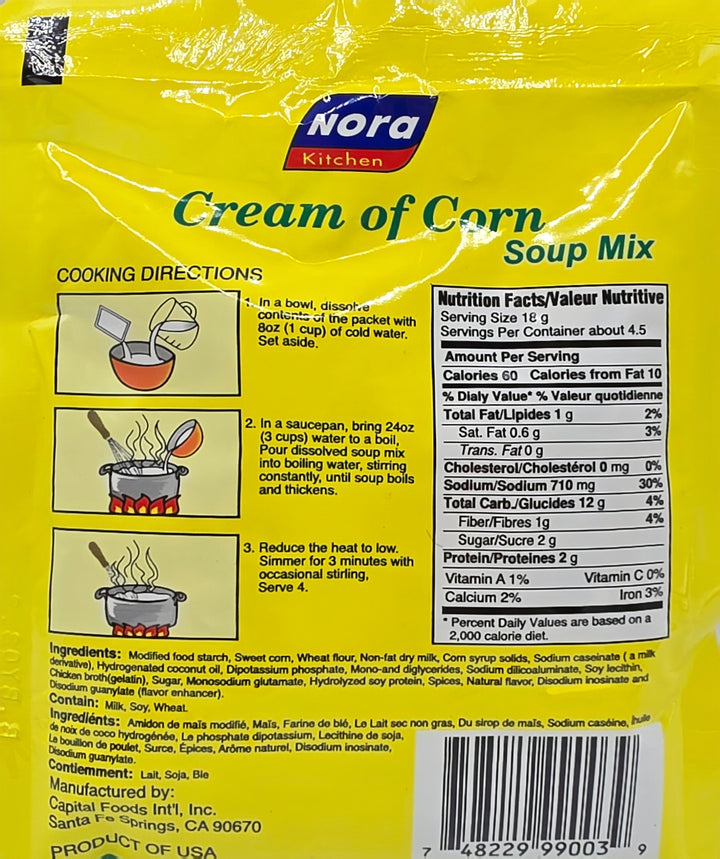 Nora
Kitchen
Cream of Corn
Soup Mix
COOKING DIRECTIONS
1. In a bowl, dissolve
contents of the packet with
8oz (1 cup) of cold water.
Set aside.
2. In a saucepan, bring 24oz
(3 cups) water to a boil,
Pour dissolved soup mix
into boiling water, stirring
constantly, until soup boils
and thickens.
3. Reduce the heat to low.
Simmer for 3 minutes with
occasional stirling,
Serve 4.
Nutrition Facts/Valeur Nutritive
Serving Size 18 g
Servings Per Container about 4.5
Amount Per Serving
Calories 60 Calories from Fat 10
% Dialy Value* % Valeur quotidienne
Total Fat/Lipides 1 g 2%
Sat. Fat 0.6 g 3%
Trans. Fat 0 g
Cholesterol/Cholestérol 0 mg 0%
Sodium/Sodium 710 mg 30%
Total Carb./Glucides 12 g 4%
Fiber/Fibres 1g 4%
Sugar/Sucre 2 g
Protein/Proteines 2 g
Vitamin A 1% Vitamin C 0%
Calcium 2% Iron 3%
* Percent Daily Values are based on a
2,000 calorie diet.
Ingredients: Modified food starch, Sweet corn, Wheat flour, Non-fat dry milk, Corn syrup solids, Sodium caseinate ( a milk
derivative), Hydrogenated coconut oil, Dipotassium phosphate, Mono-and diglycerides, Sodium dilicoaluminate, Soy lecithin,
Chicken broth(gelatin), Sugar, Monosodium glutamate, Hydrolyzed soy protein, Spices, Natural flavor, Disodium inosinate and
Disodium guanylate (flavor enhancer).
Contain: Milk, Soy, Wheat.
Ingrediénts: Amidon de maïs modifié, Maïs, Farine de blé, Le Lait sec non gras, Du sirop de maïs, Sodium caséine, huile
de noix de coco hydrogénée, Le phosphate dipotassium, Lecithine de soja,
Le bouillon de poulet, Surce, Épices, Arôme naturel, Disodium inosinate,
Disodium guanylate.
Contiemment: Lait, Soja, Ble
Manufactured by:
Capital Foods Int'l, Inc.
Santa Fe Springs, CA 90670
PRODUCT OF USA
7 48229 99003 9